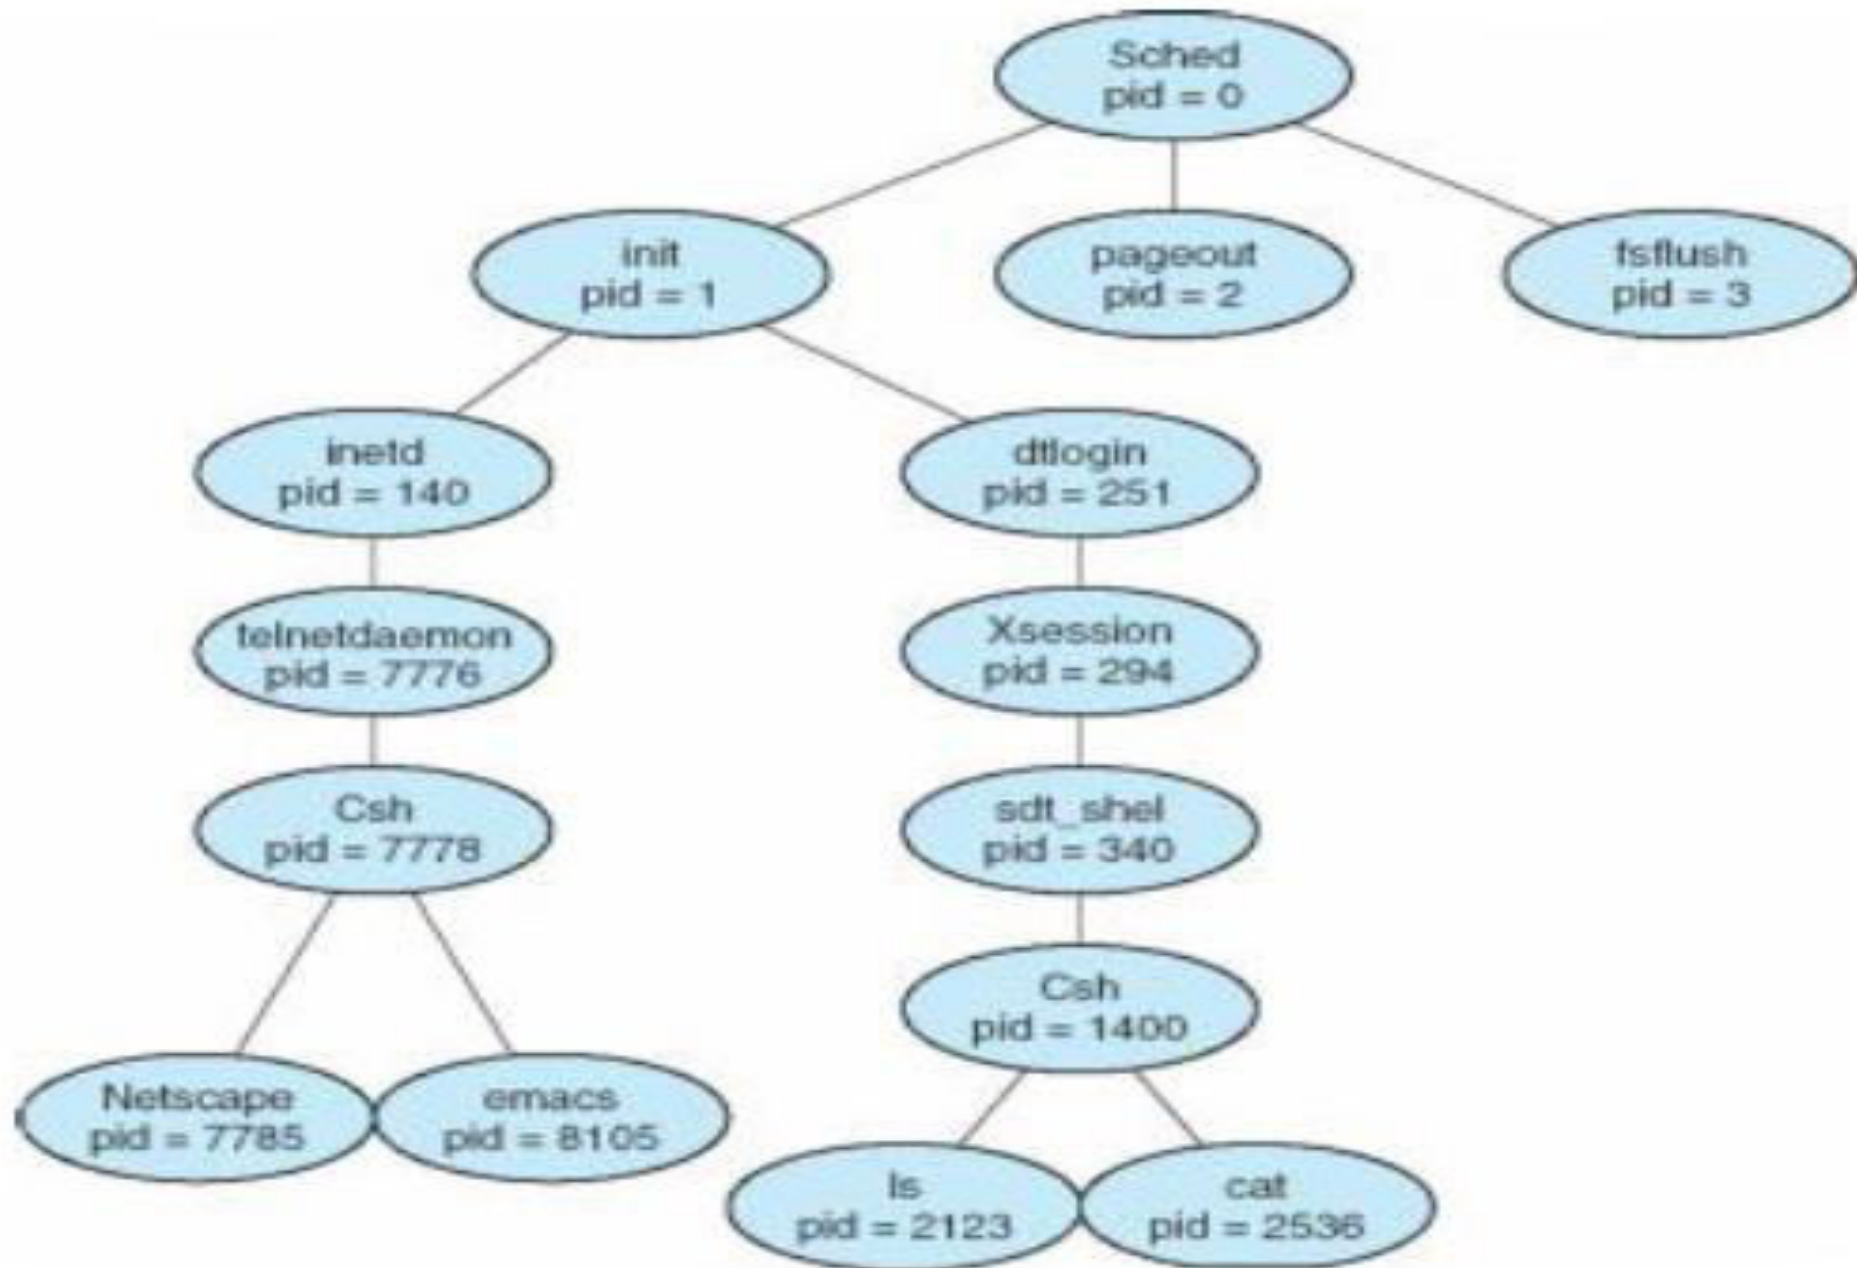 Sched
pid = 0
init
pid = 1
pageout
pid = 2
fsflush
pid = 3
inetd
pid = 140
dtlogin
pid = 251
telnetdaemon
pid = 7776
Xsession
pid = 294
Csh
pid = 7778
sdt_shel
pid = 340
Csh
pid = 1400
Netscape
pid = 7785
emacs
pid = 8105
ls
pid = 2123
cat
pid = 2536